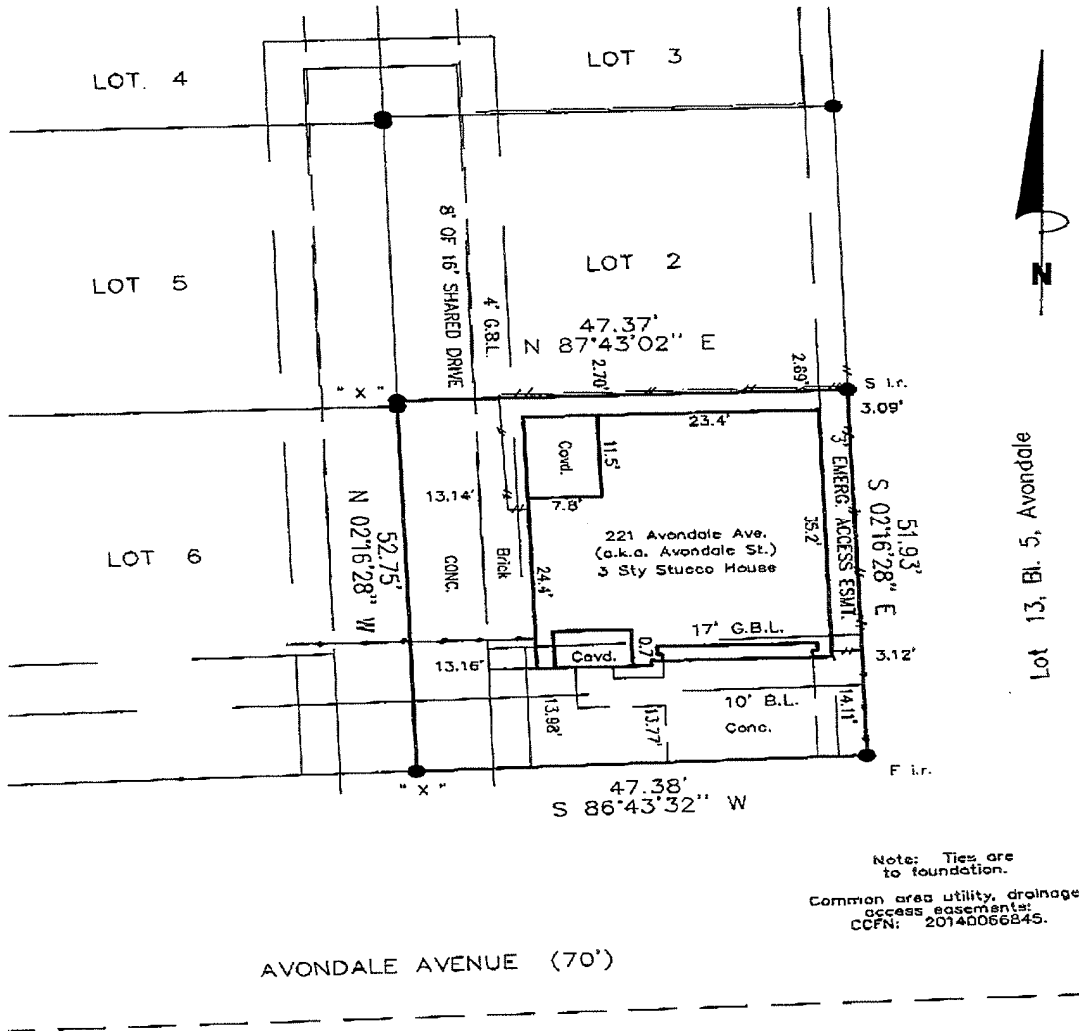 LOT. 4
LOT 3
LOT 5
8' OF 16' SHARED DRIVE
4' G.B.L.
LOT 2
47.37'
N 87°43'02" E
N
2.70'
2.89'
" X "
S i.r.
3.09'
23.4'
Covd.
11.5'
7.8'
3' EMERG. ACCESS ESMT.
51.93'
S 02°16'28" E
Lot 13, Bl. 5, Avondale
13.14'
52.75'
N 02°16'28" W
LOT 6
CONC.
Brick
24.4'
221 Avondale Ave.
(a.k.a. Avondale St.)
3 Sty Stucco House
35.2'
17' G.B.L.
0.7'
Covd.
3.12'
13.16'
10' B.L.
Conc.
13.98'
13.77'
14.11'
" X "
F i.r.
47.38'
S 86°43'32" W
Note: Ties are
to foundation.
Common area utility, drainage
access easements:
CCFN: 20140066845.
AVONDALE AVENUE (70')